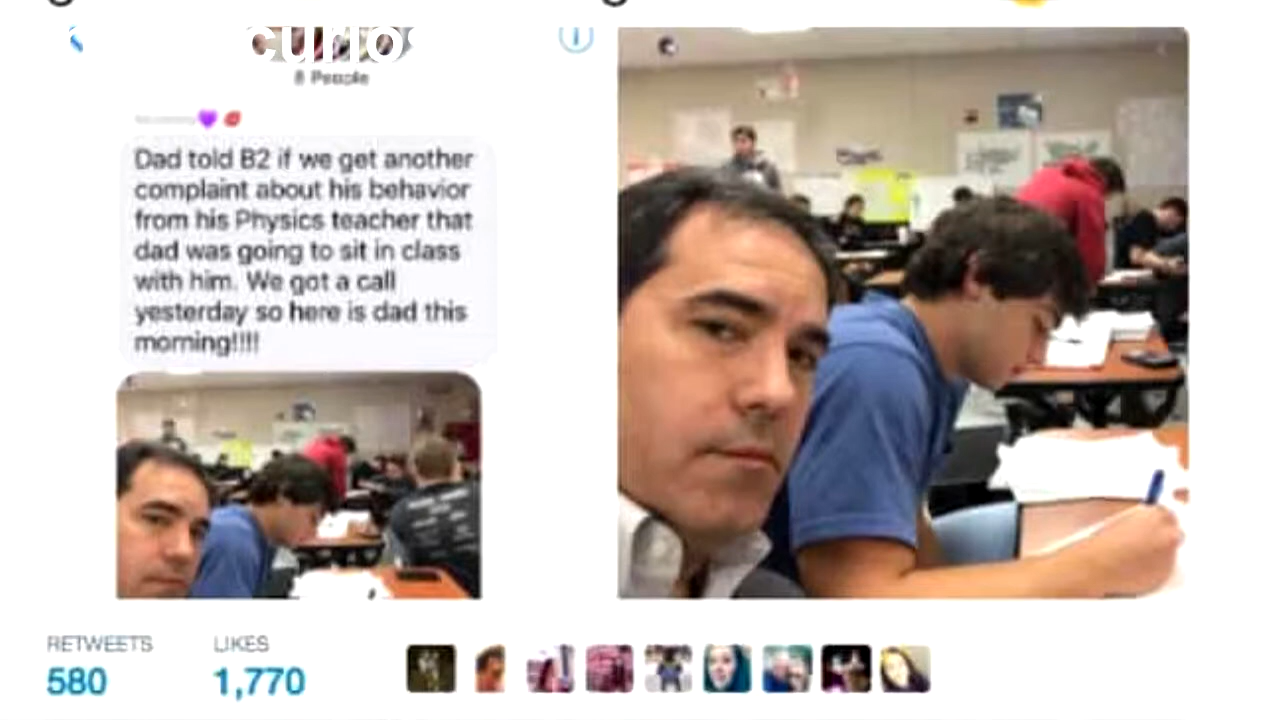 curios
8 People
Dad told B2 if we get another
complaint about his behavior
from his Physics teacher that
dad was going to sit in class
with him. We got a call
yesterday so here is dad this
morning!!!!
RETWEETS
LIKES
580
1,770